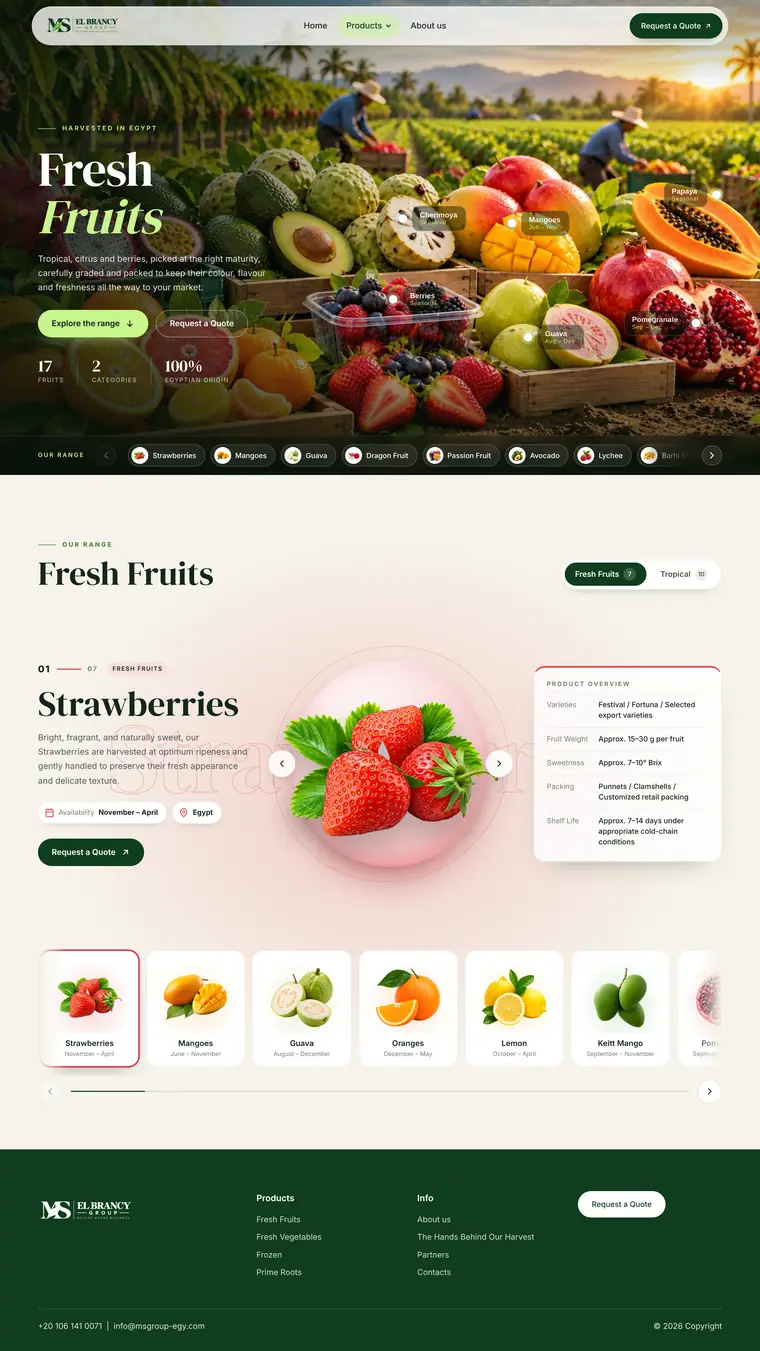 MS EL BRANCY
GROUP
Home
Products
About us
Request a Quote
HARVESTED IN EGYPT
Fresh
Fruits
Tropical, citrus and berries, picked at the right maturity,
carefully graded and packed to keep their colour, flavour
and freshness all the way to your market.
Explore the range
Request a Quote
17
FRUITS
2
CATEGORIES
100%
EGYPTIAN ORIGIN
Cherimoya
Seasonal
Mangoes
Jun – Nov
Papaya
Seasonal
Berries
Seasonal
Guava
Aug – Dec
Pomegranate
Sep – Dec
OUR RANGE
Strawberries
Mangoes
Guava
Dragon Fruit
Passion Fruit
Avocado
Lychee
Barhi
OUR RANGE
Fresh Fruits
Fresh Fruits 7
Tropical 10
01
07
FRESH FRUITS
Strawberries
Bright, fragrant, and naturally sweet, our
Strawberries are harvested at optimum ripeness and
gently handled to preserve their fresh appearance
and delicate texture.
Availability November – April
Egypt
Request a Quote
PRODUCT OVERVIEW
Varieties
Festival / Fortuna / Selected
export varieties
Fruit Weight
Approx. 15–30 g per fruit
Sweetness
Approx. 7–10° Brix
Packing
Punnets / Clamshells /
Customized retail packing
Shelf Life
Approx. 7–14 days under
appropriate cold-chain
conditions
Strawberries
November – April
Mangoes
June – November
Guava
August – December
Oranges
December – May
Lemon
October – April
Keitt Mango
September – November
MS EL BRANCY
GROUP
Products
Fresh Fruits
Fresh Vegetables
Frozen
Prime Roots
Info
About us
The Hands Behind Our Harvest
Partners
Contacts
Request a Quote
+20 106 141 0071 | info@msgroup-egy.com
© 2026 Copyright